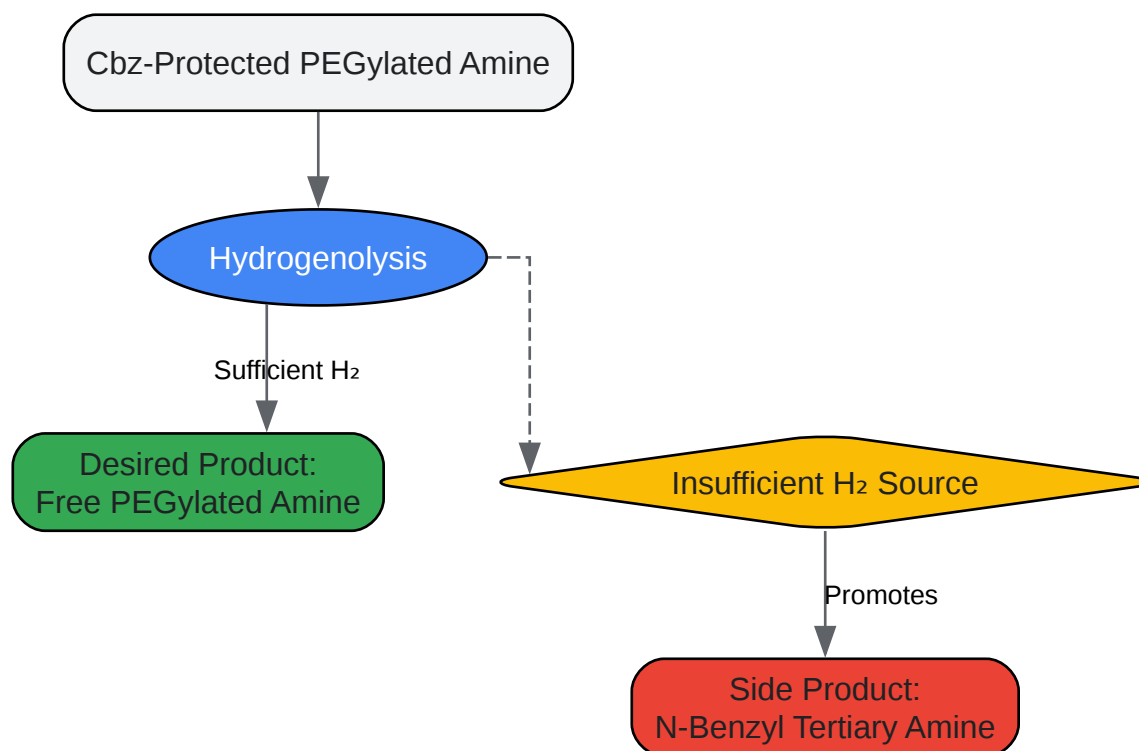 Cbz-Protected PEGylated Amine
Hydrogenolysis
Sufficient H₂
Desired Product:
Free PEGylated Amine
Insufficient H₂ Source
Promotes
Side Product:
N-Benzyl Tertiary Amine